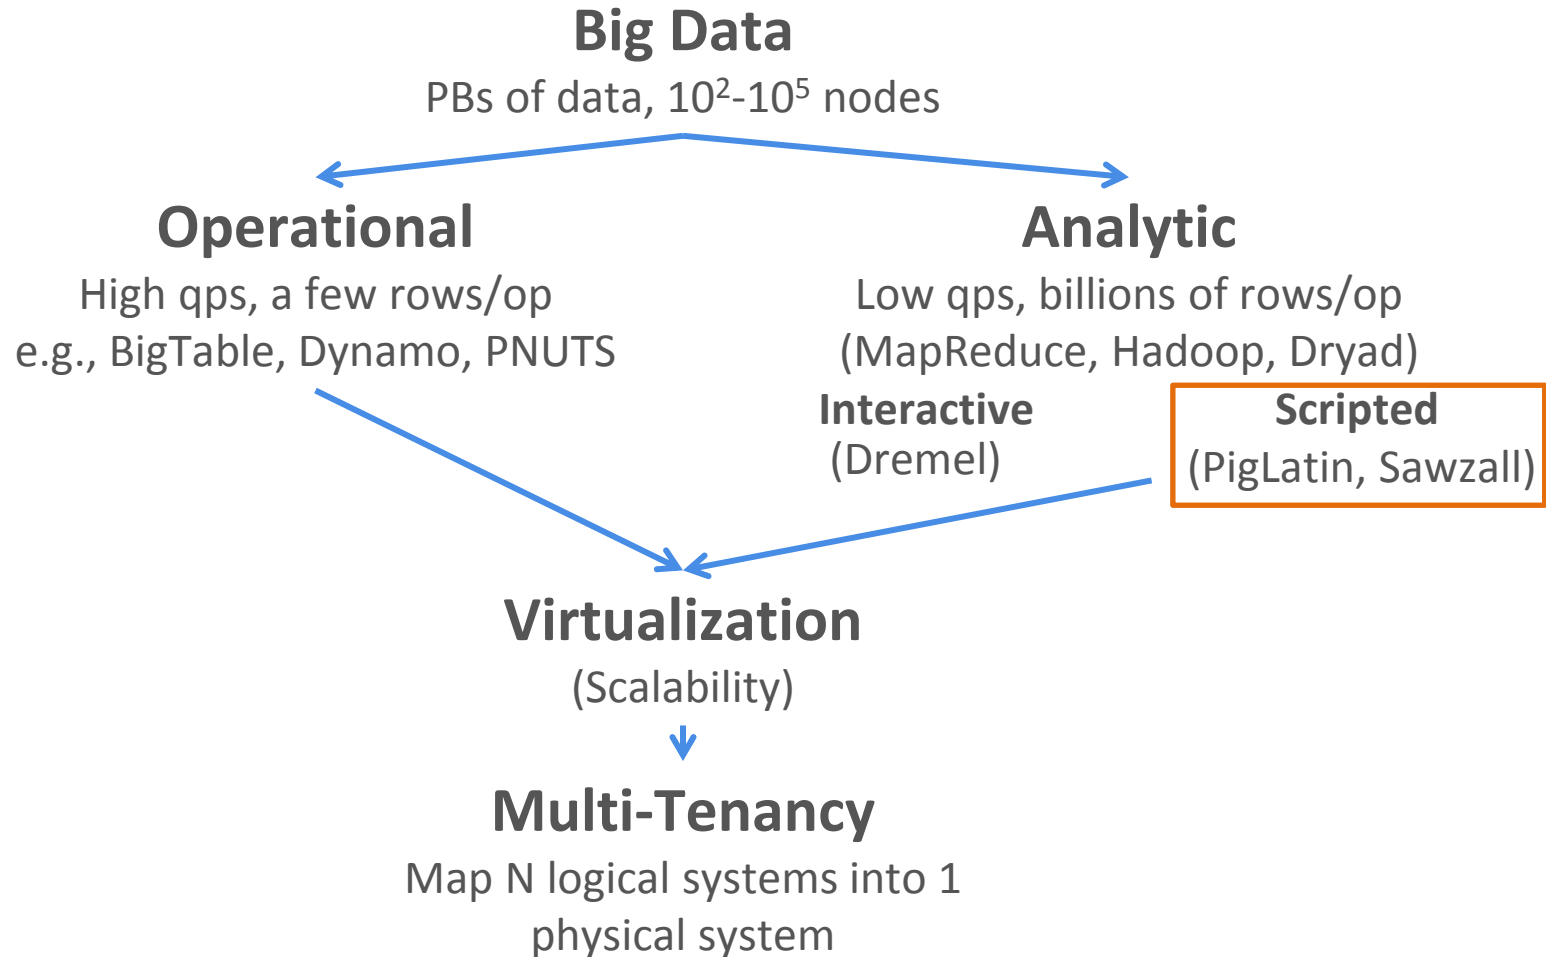 Big Data
PBs of data, 10²-10⁵ nodes
Operational
High qps, a few rows/op
e.g., BigTable, Dynamo, PNUTS
Analytic
Low qps, billions of rows/op
(MapReduce, Hadoop, Dryad)
Interactive
(Dremel)
Scripted
(PigLatin, Sawzall)
Virtualization
(Scalability)
Multi-Tenancy
Map N logical systems into 1
physical system